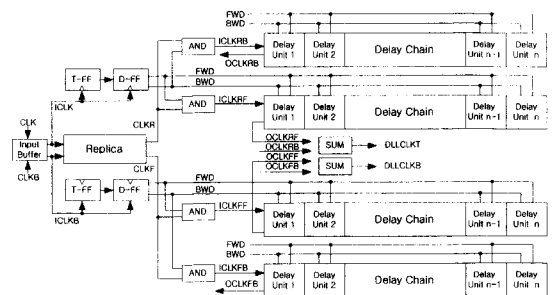 FWD
BWD
AND
ICLKRB
OCLKRB
Delay Unit 1
Delay Unit 2
Delay Chain
Delay Unit n-1
Delay Unit n
T-FF
D-FF
FWD
BWD
ICLK
AND
ICLKRF
Delay Unit 1
Delay Unit 2
Delay Chain
Delay Unit n-1
Delay Unit n
CLKR
CLK
Input Buffer
CLKB
Replica
CLKF
OCLKRF
OCLKRB
OCLKFF
OCLKFB
SUM
DLLCLKT
SUM
DLLCLKB
T-FF
D-FF
FWD
BWD
ICLKB
AND
ICLKFF
Delay Unit 1
Delay Unit 2
Delay Chain
Delay Unit n-1
Delay Unit n
FWD
BWD
AND
ICLKFB
OCLKFB
Delay Unit 1
Delay Unit 2
Delay Chain
Delay Unit n-1
Delay Unit n